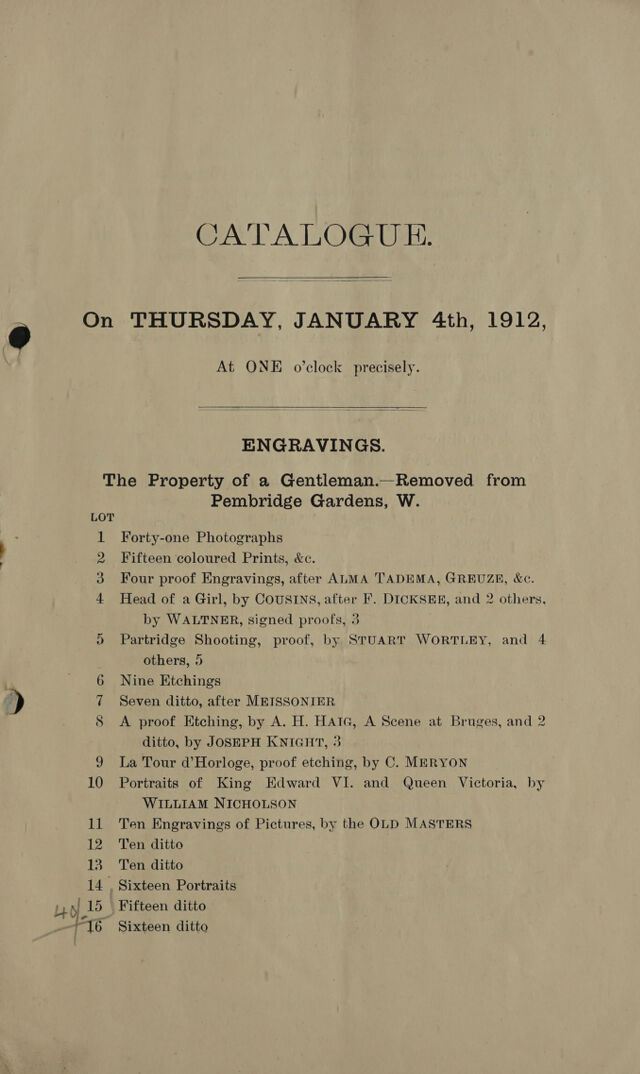 CATALOGUE.
On THURSDAY, JANUARY 4th, 1912,
At ONE o'clock precisely.
ENGRAVINGS.
The Property of a Gentleman.—Removed from
Pembridge Gardens, W.
LOT
1 Forty-one Photographs
2 Fifteen coloured Prints, &c.
3 Four proof Engravings, after ALMA TADEMA, GREUZE, &c.
4 Head of a Girl, by COUSINS, after F. DICKSEE, and 2 others,
by WALTNER, signed proofs, 3
5 Partridge Shooting, proof, by STUART WORTLEY, and 4
others, 5
6 Nine Etchings
7 Seven ditto, after MEISSONIER
8 A proof Etching, by A. H. HAIG, A Scene at Bruges, and 2
ditto, by JOSEPH KNIGHT, 3
9 La Tour d'Horloge, proof etching, by C. MERYON
10 Portraits of King Edward VI. and Queen Victoria, by
WILLIAM NICHOLSON
11 Ten Engravings of Pictures, by the OLD MASTERS
12 Ten ditto
13 Ten ditto
14 Sixteen Portraits
15 Fifteen ditto
16 Sixteen ditto